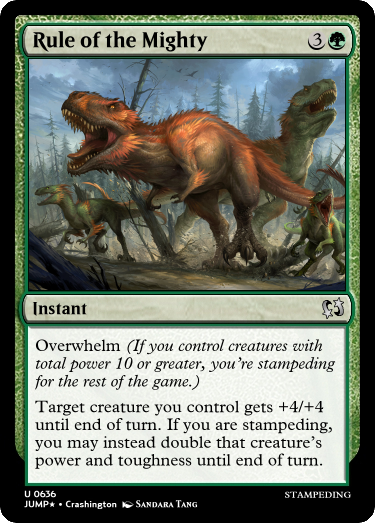 Rule of the Mighty 3
Instant
Overwhelm (If you control creatures with
total power 10 or greater, you're stampeding
for the rest of the game.)
Target creature you control gets +4/+4
until end of turn. If you are stampeding,
you may instead double that creature's
power and toughness until end of turn.
U 0636 STAMPEDING
JUMP★ • Crashington Sandara Tang